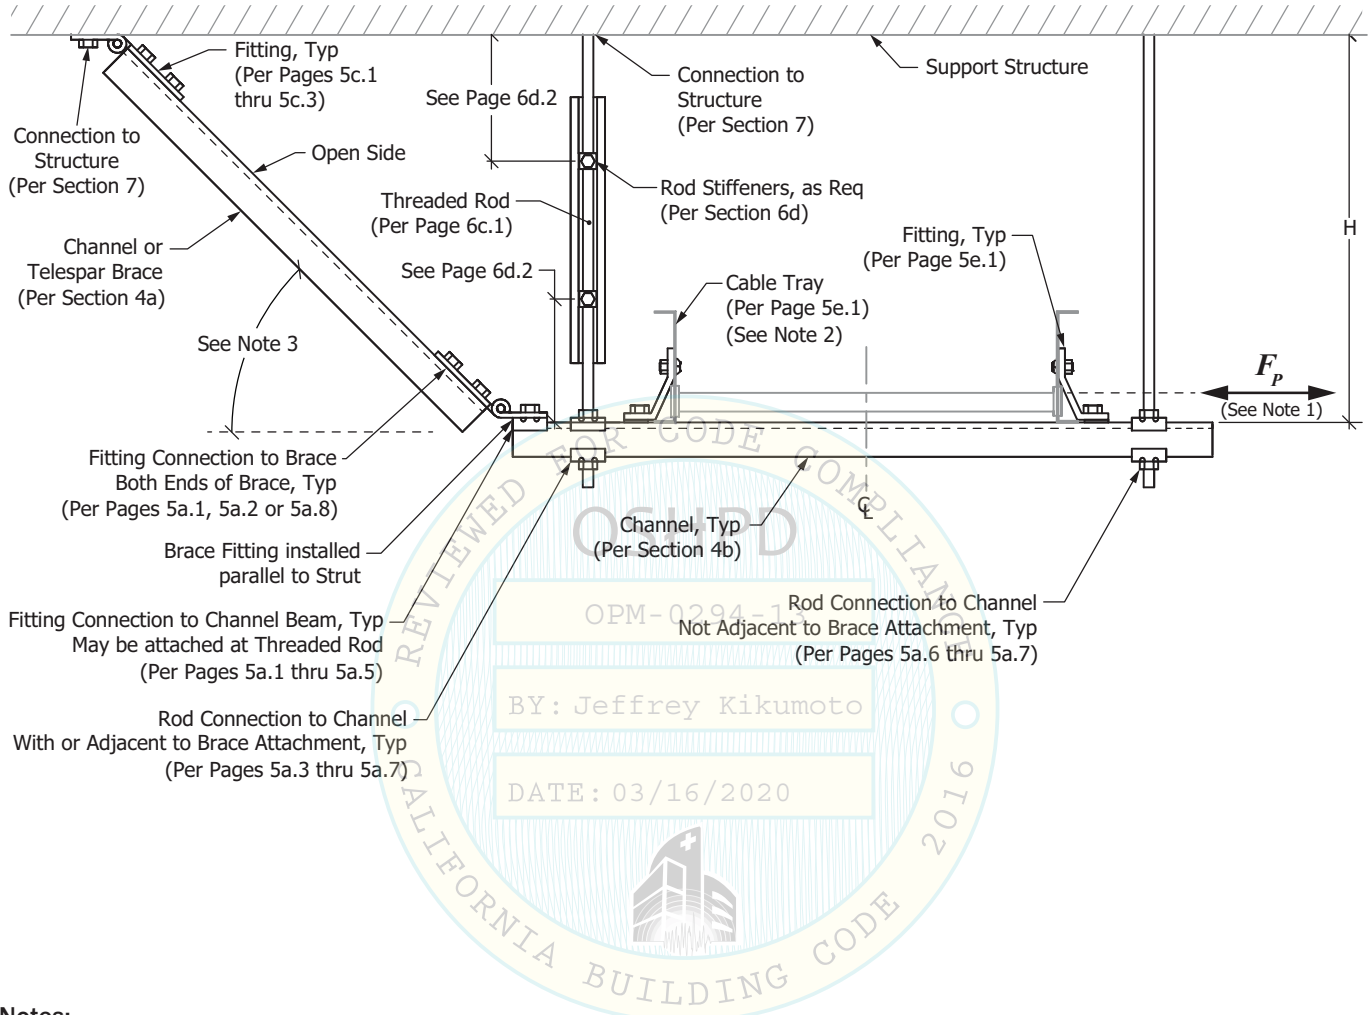 Fitting, Typ
(Per Pages 5c.1
thru 5c.3)
See Page 6d.2
Connection to
Structure
(Per Section 7)
Support Structure
Connection to
Structure
(Per Section 7)
Open Side
Threaded Rod
(Per Page 6c.1)
Rod Stiffeners, as Req
(Per Section 6d)
H
Channel or
Telespar Brace
(Per Section 4a)
See Page 6d.2
Fitting, Typ
(Per Page 5e.1)
Cable Tray
(Per Page 5e.1)
(See Note 2)
See Note 3
FP
(See Note 1)
Fitting Connection to Brace
Both Ends of Brace, Typ
(Per Pages 5a.1, 5a.2 or 5a.8)
Channel, Typ
(Per Section 4b)
CL
Brace Fitting installed
parallel to Strut
Fitting Connection to Channel Beam, Typ
May be attached at Threaded Rod
(Per Pages 5a.1 thru 5a.5)
Rod Connection to Channel
Not Adjacent to Brace Attachment, Typ
(Per Pages 5a.6 thru 5a.7)
Rod Connection to Channel
With or Adjacent to Brace Attachment, Typ
(Per Pages 5a.3 thru 5a.7)
REVIEWED FOR CODE COMPLIANCE
OSHPD
OPM-0294-13
BY: Jeffrey Kikumoto
DATE: 03/16/2020
CALIFORNIA BUILDING CODE 2016
Notes: